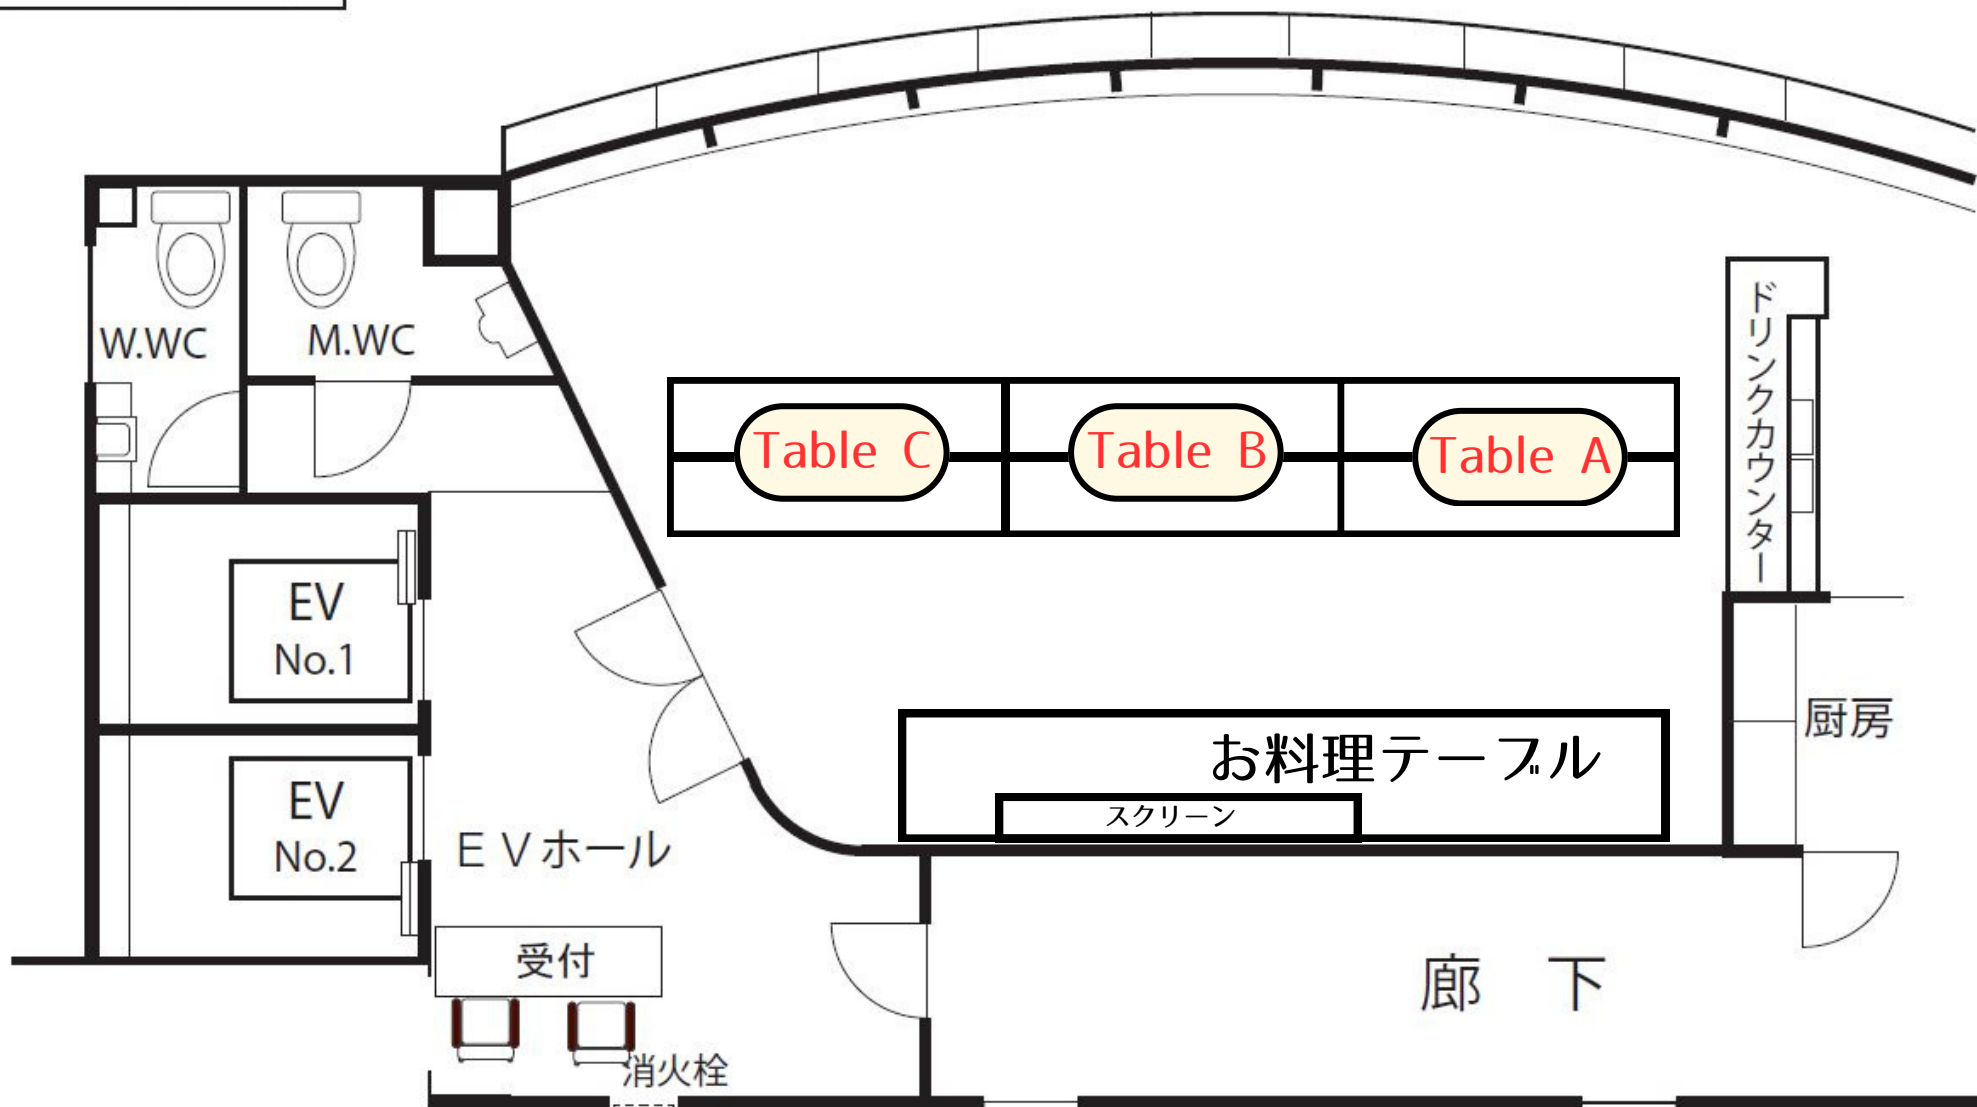 W.WC
M.WC
ドリンクカウンター
Table C
Table B
Table A
EV
No.1
厨房
お料理テーブル
スクリーン
EV
No.2
ＥＶホール
受付
廊　下
消火栓